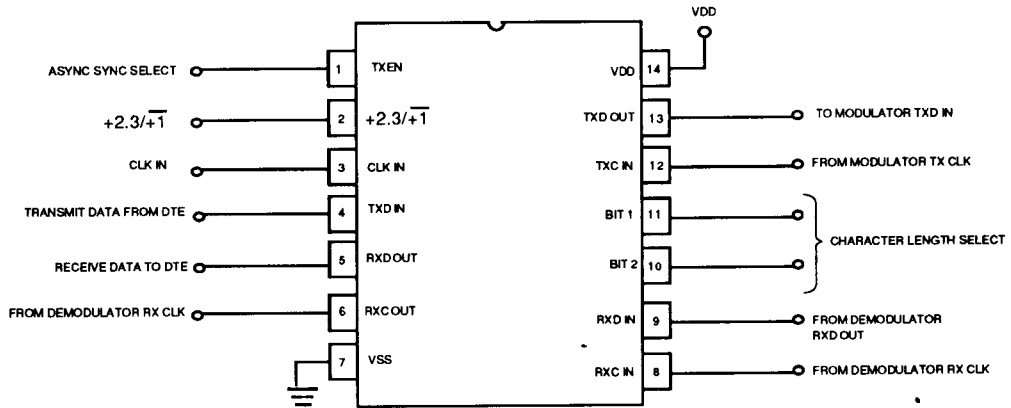 VDD
ASYNC SYNC SELECT 1 TXEN VDD 14
+2.3/+1̅ 2 +2.3/+1̅ TXD OUT 13 TO MODULATOR TXD IN
CLK IN 3 CLK IN TXC IN 12 FROM MODULATOR TX CLK
TRANSMIT DATA FROM DTE 4 TXD IN BIT 1 11
CHARACTER LENGTH SELECT
RECEIVE DATA TO DTE 5 RXD OUT BIT 2 10
FROM DEMODULATOR RX CLK 6 RXC OUT RXD IN 9 FROM DEMODULATOR
RXD OUT
7 VSS RXC IN 8 FROM DEMODULATOR RX CLK